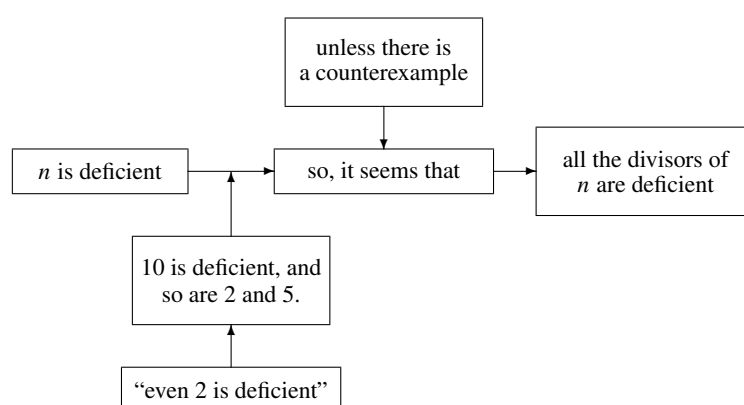 unless there is
a counterexample
n is deficient
so, it seems that
all the divisors of
n are deficient
10 is deficient, and
so are 2 and 5.
“even 2 is deficient”